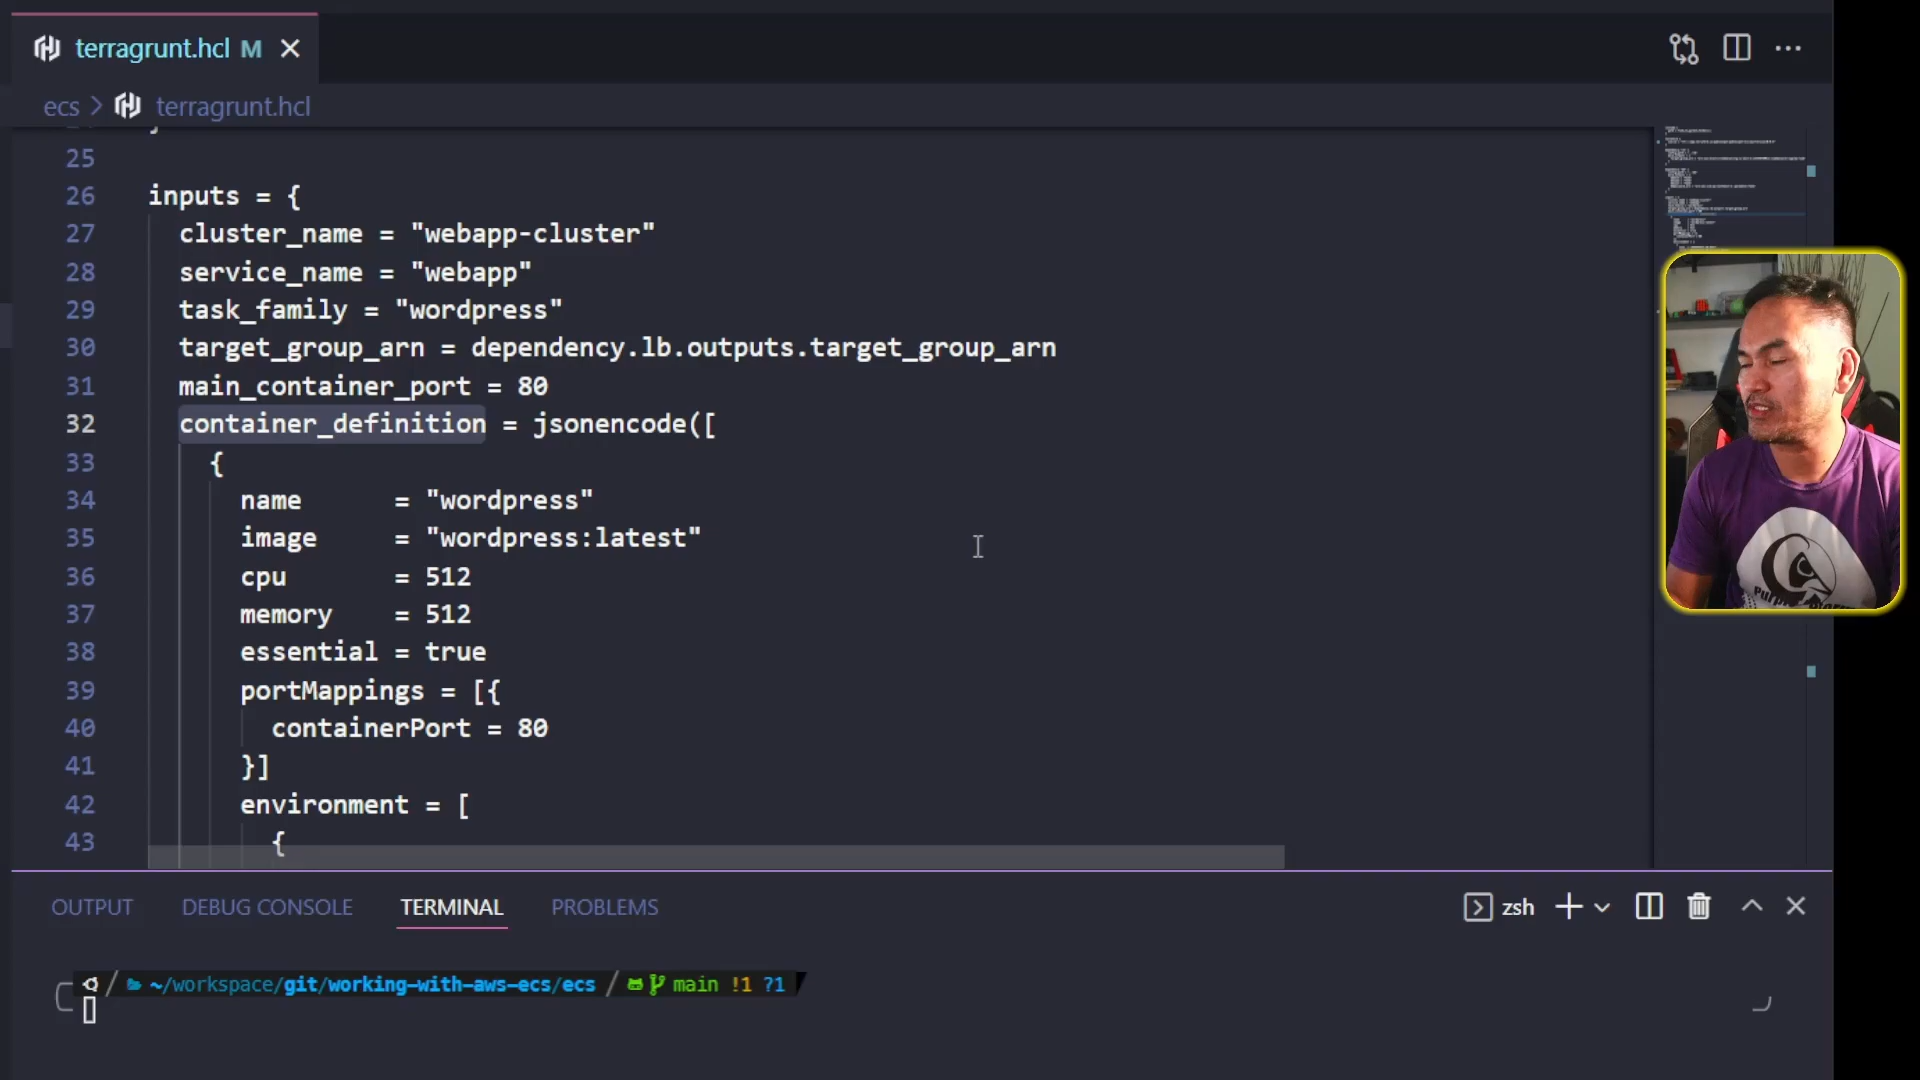 terragrunt.hcl M
ecs > terragrunt.hcl
25
26 inputs = {
27 cluster_name = "webapp-cluster"
28 service_name = "webapp"
29 task_family = "wordpress"
30 target_group_arn = dependency.lb.outputs.target_group_arn
31 main_container_port = 80
32 container_definition = jsonencode([
33 {
34 name = "wordpress"
35 image = "wordpress:latest"
36 cpu = 512
37 memory = 512
38 essential = true
39 portMappings = [{
40 containerPort = 80
41 }]
42 environment = [
43 {
OUTPUT DEBUG CONSOLE TERMINAL PROBLEMS zsh
~/workspace/git/working-with-aws-ecs/ecs main !1 ?1